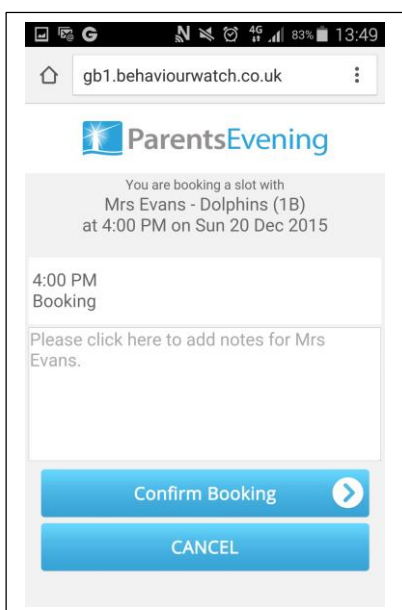 G 4G 83% 13:49
gb1.behaviourwatch.co.uk
ParentsEvening
You are booking a slot with
Mrs Evans - Dolphins (1B)
at 4:00 PM on Sun 20 Dec 2015
4:00 PM
Booking
Please click here to add notes for Mrs
Evans.
Confirm Booking
CANCEL